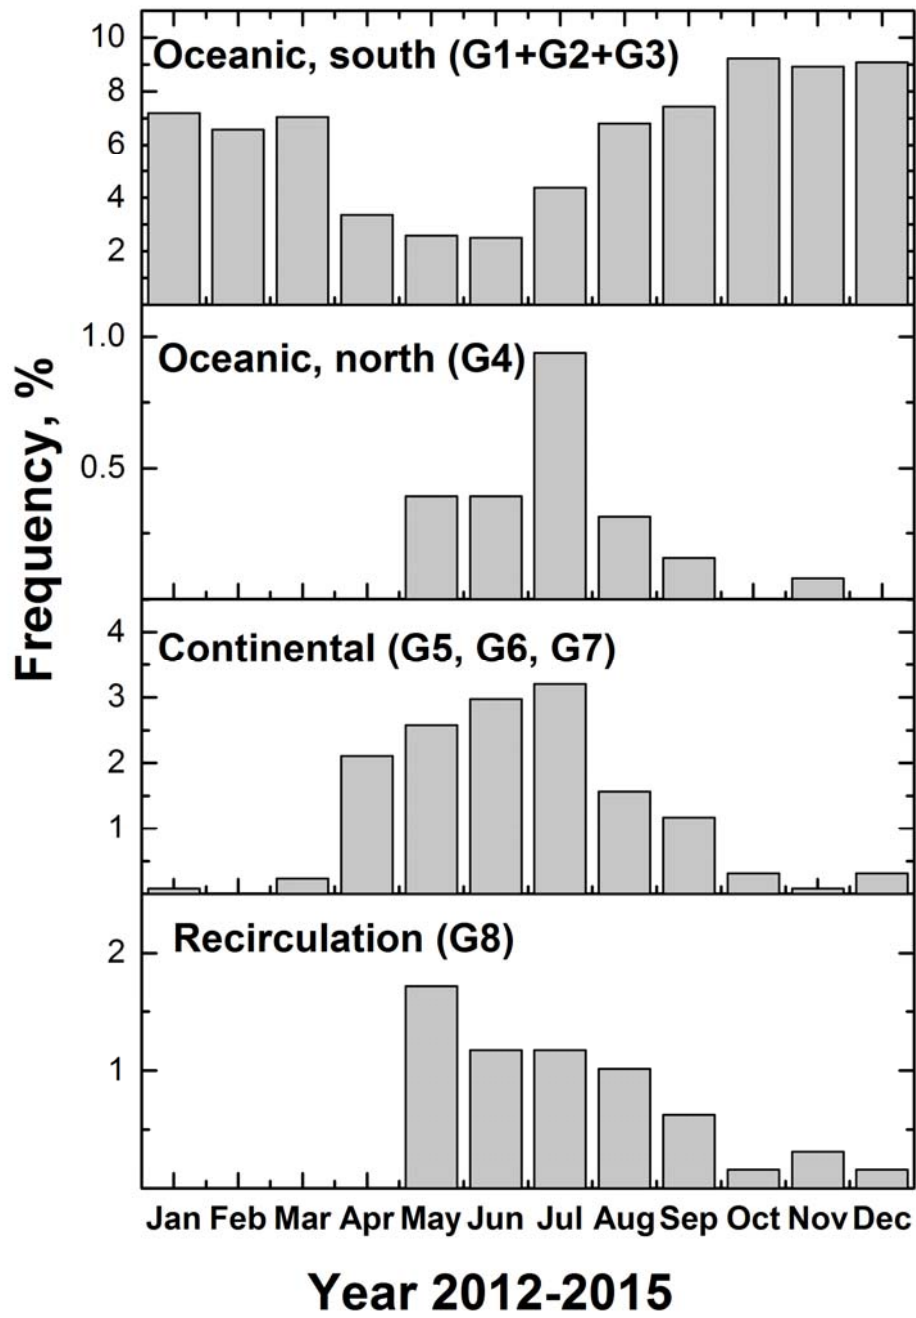 Frequency, %
10
8
6
4
2
Oceanic, south (G1+G2+G3)
1.0
0.5
Oceanic, north (G4)
4
3
2
1
Continental (G5, G6, G7)
2
1
Recirculation (G8)
Jan Feb Mar Apr May Jun Jul Aug Sep Oct Nov Dec
Year 2012-2015